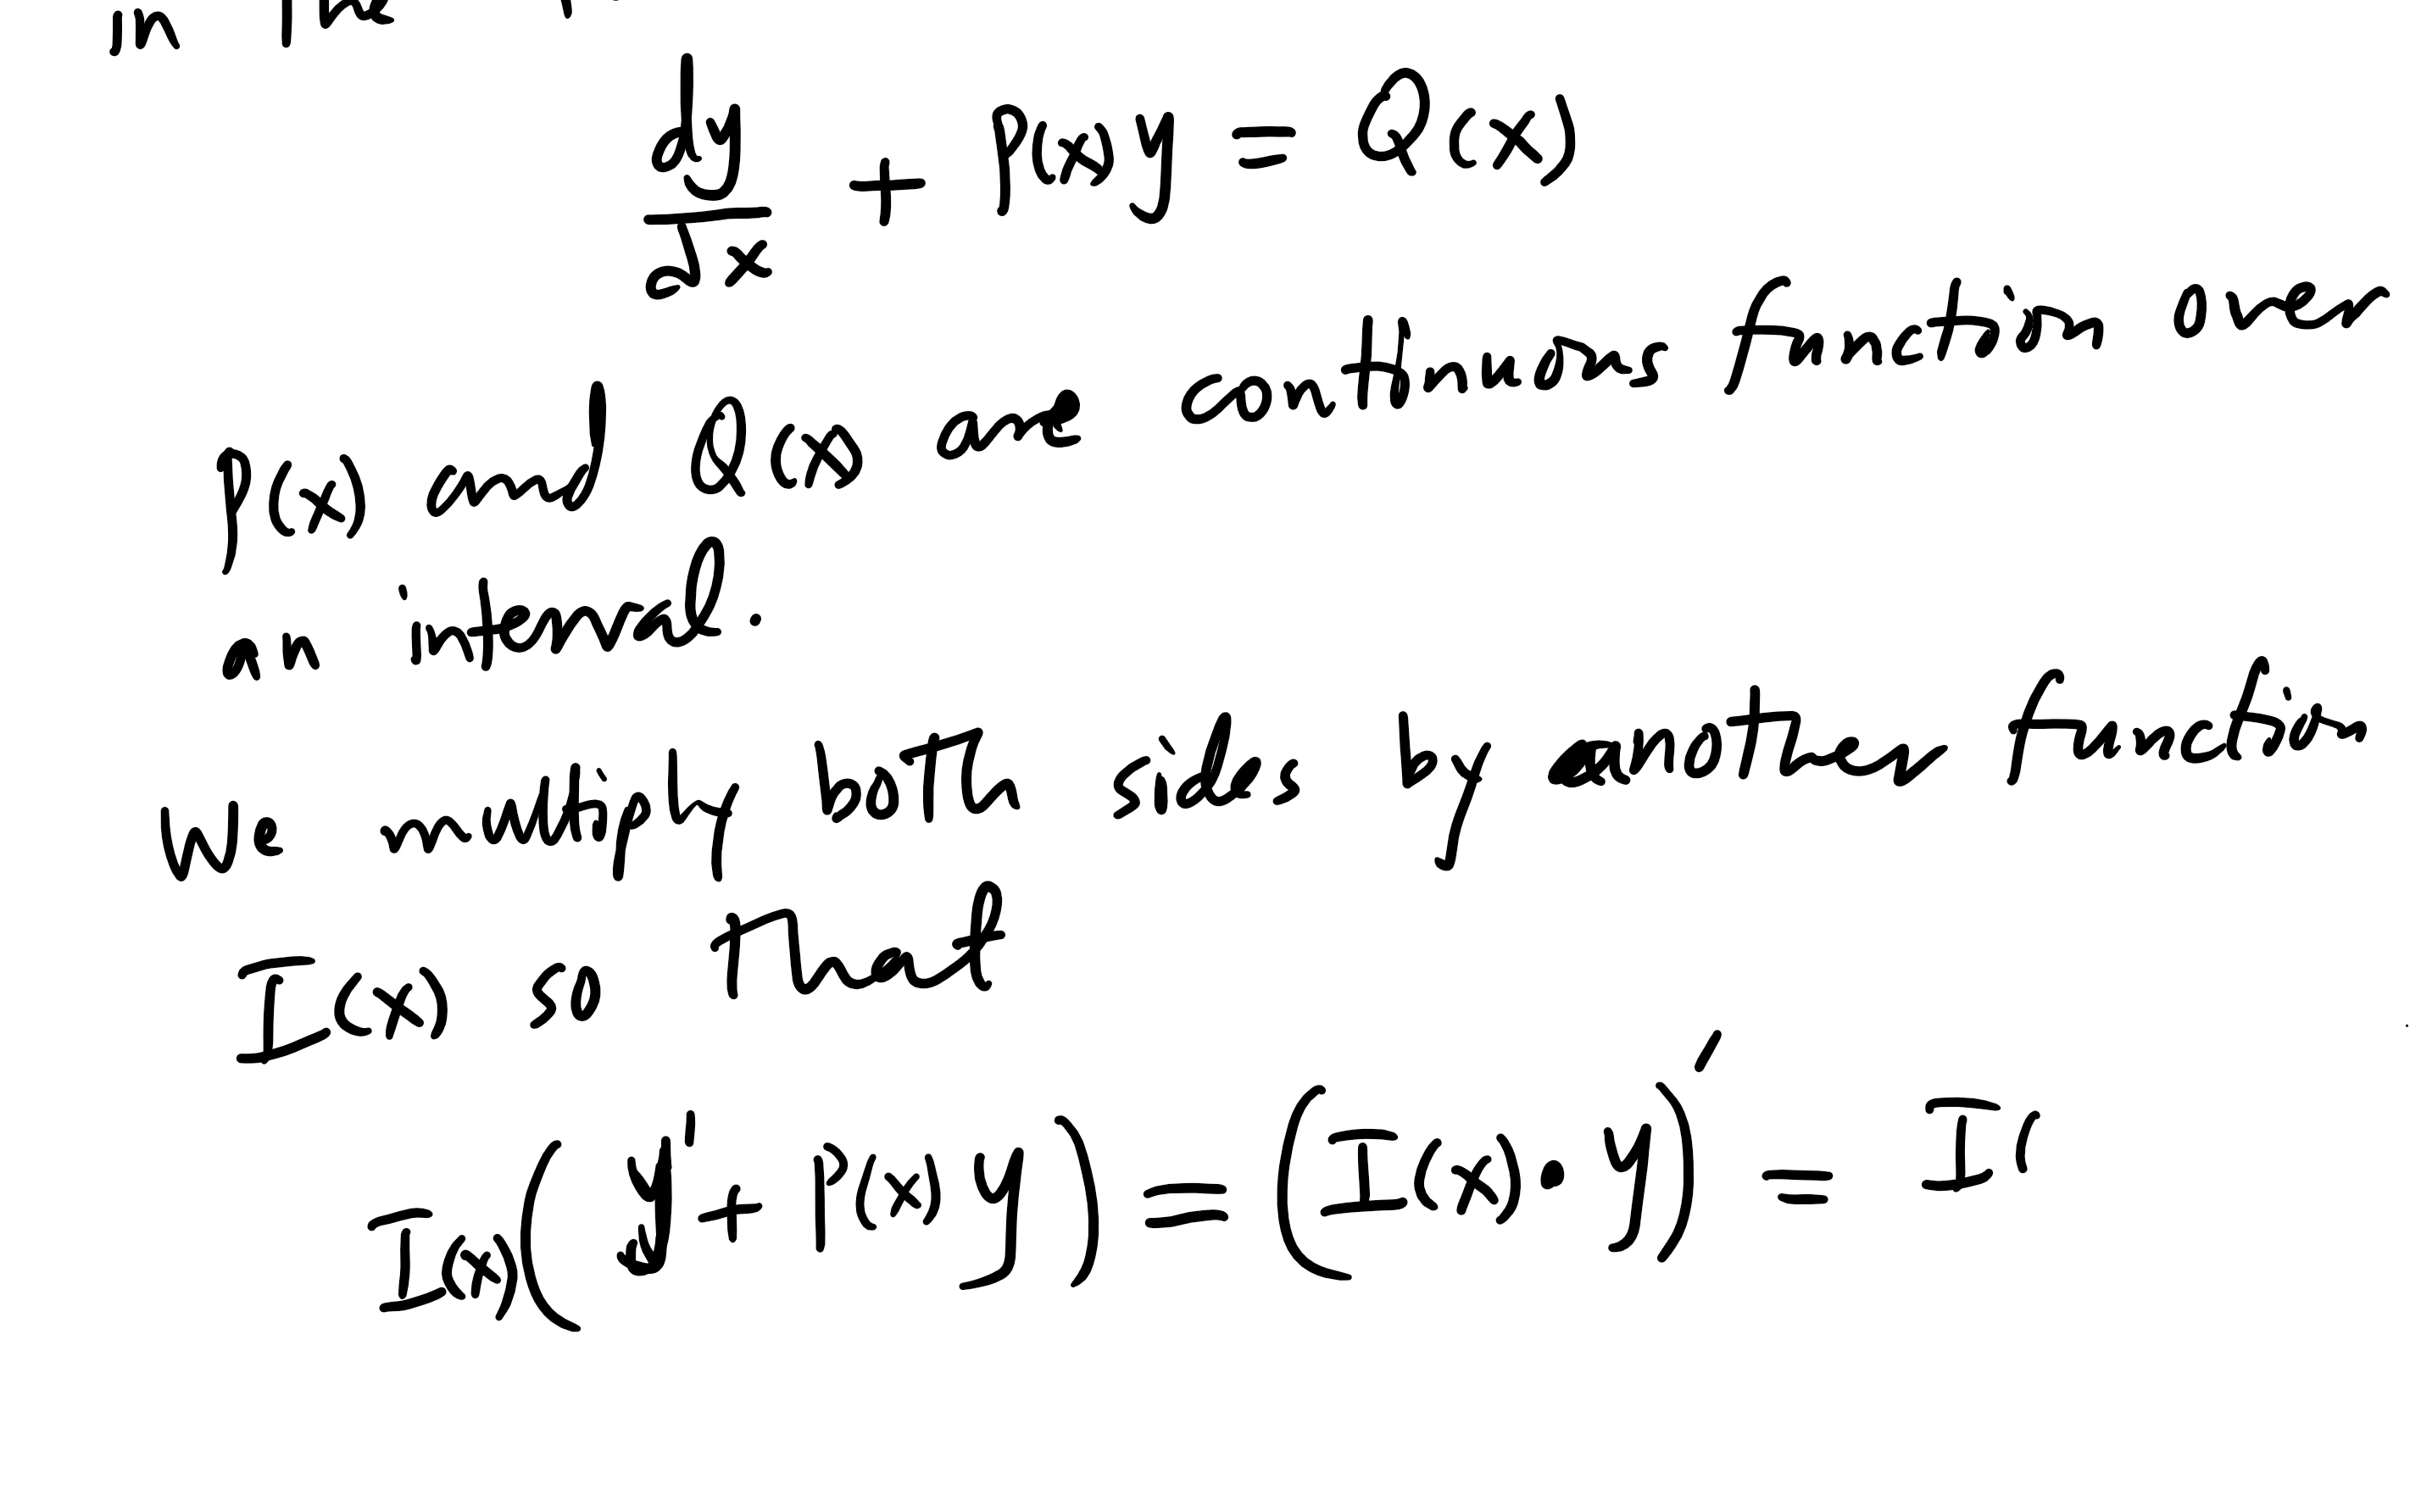 in the
dy/dx + P(x)y = Q(x)
P(x) and Q(x) are continuous function over
an interval.
We multiply both sides by another function
I(x) so that
I(x)(y' + P(x)y) = (I(x)·y)' = I(